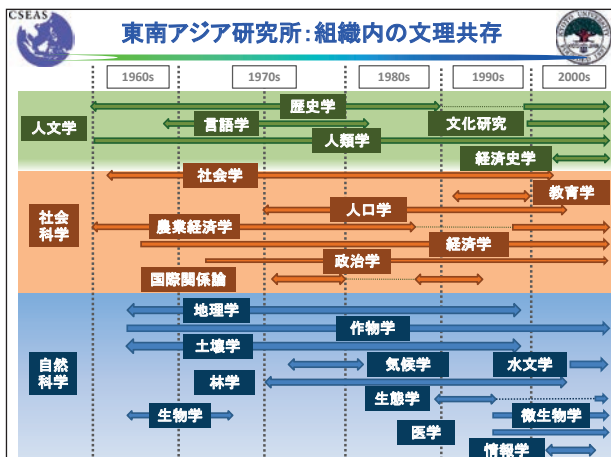 CSEAS
東南アジア研究所:組織内の文理共存
1960s 1970s 1980s 1990s 2000s
人文学
歴史学
言語学 文化研究
人類学
経済史学
社会科学
社会学
教育学
人口学
農業経済学
経済学
政治学
国際関係論
自然科学
地理学
作物学
土壌学
気候学 水文学
林学
生態学
生物学 微生物学
医学
情報学